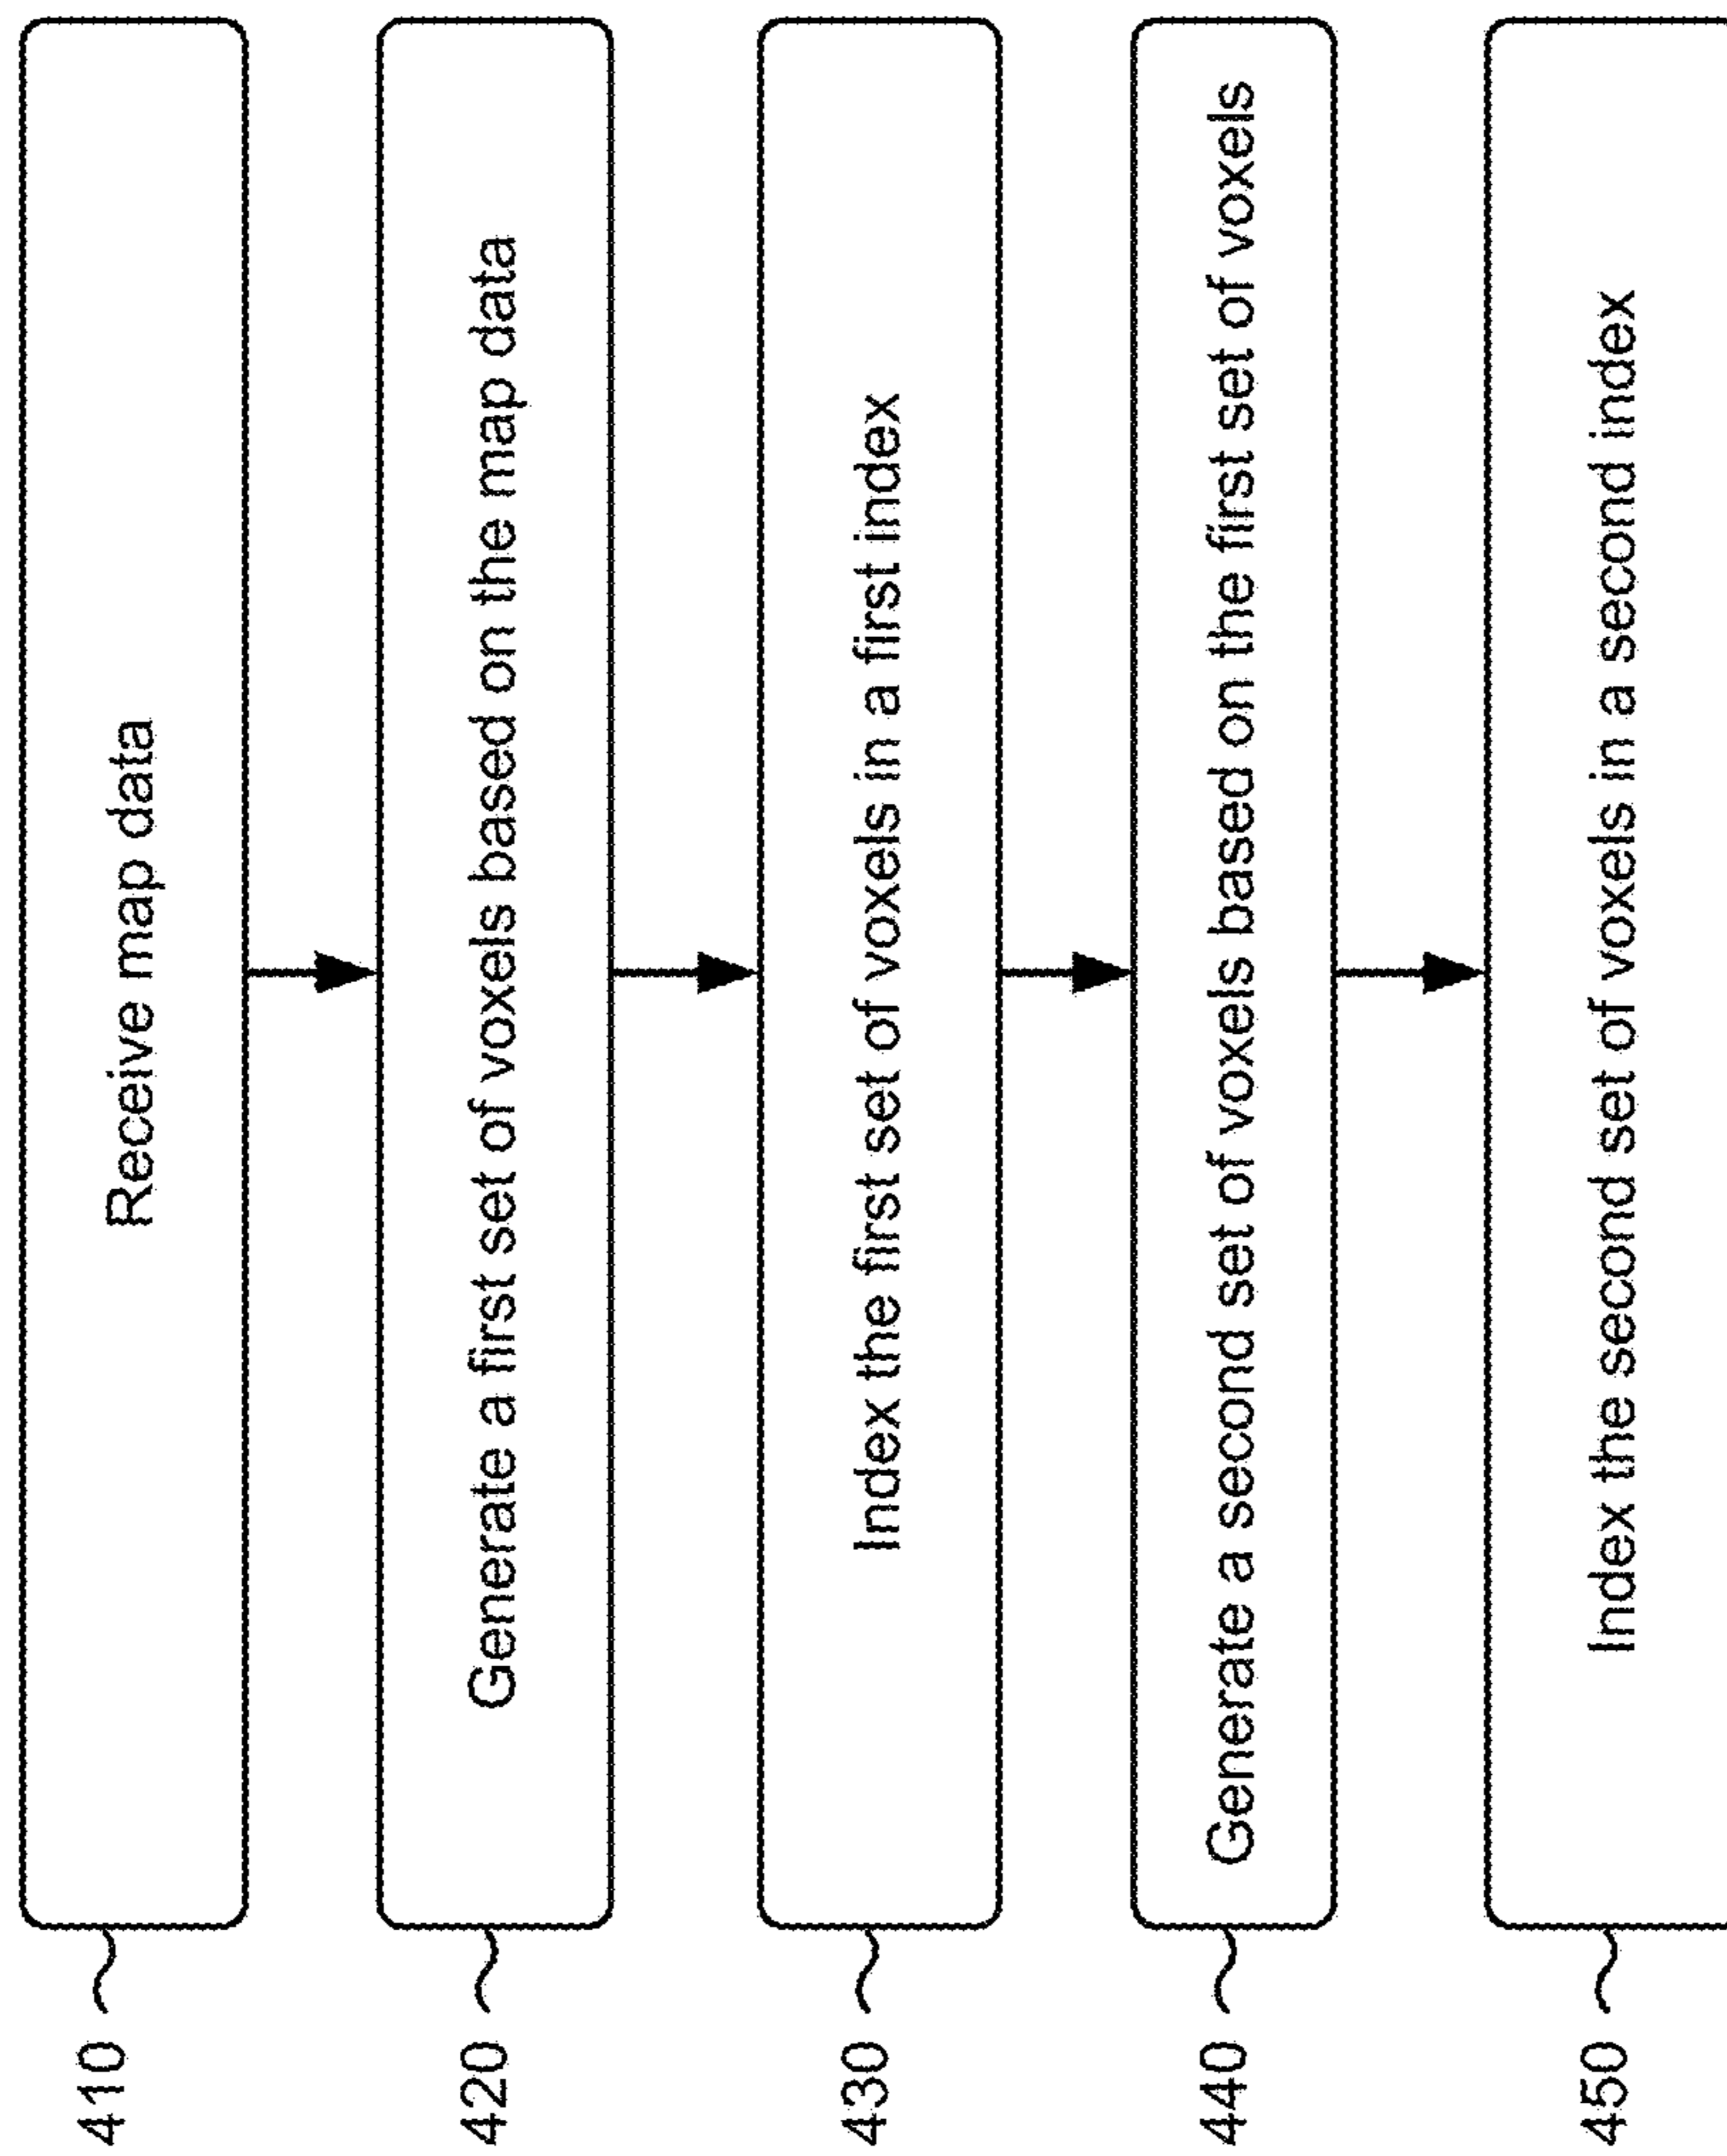 410
Receive map data
420
Generate a first set of voxels based on the map data
430
Index the first set of voxels in a first index
440
Generate a second set of voxels based on the first set of voxels
450
Index the second set of voxels in a second index